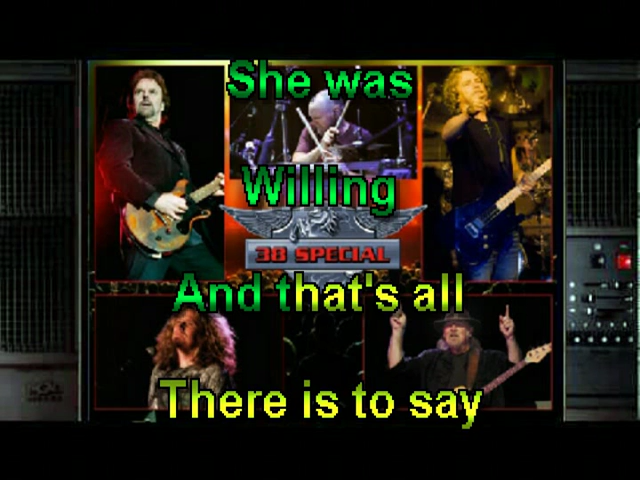 She was
Willing
38 SPECIAL
And that's all
There is to say